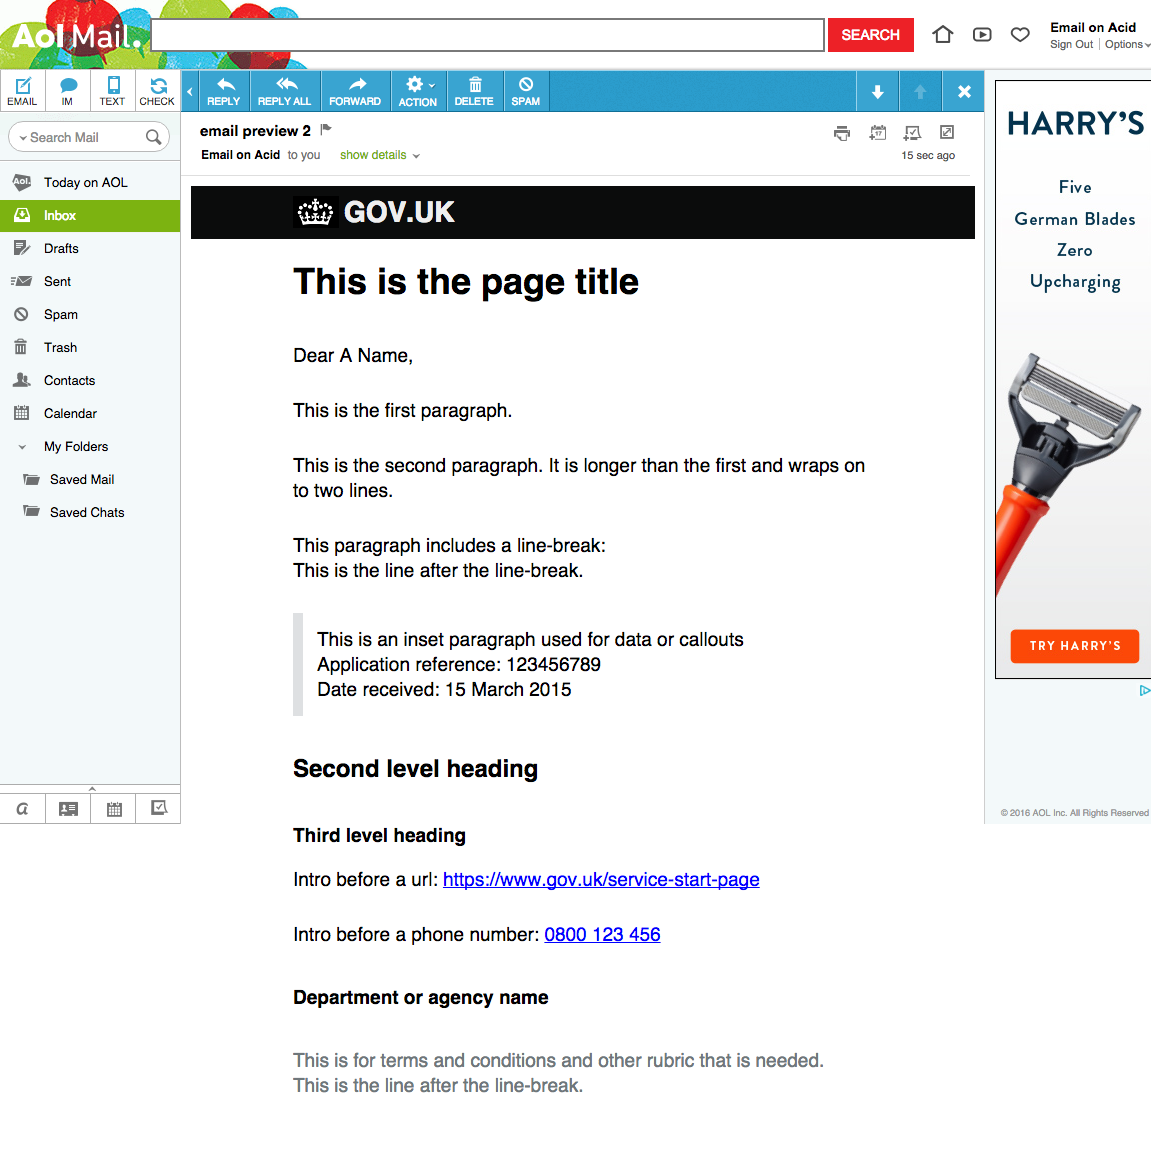 Aol Mail.
SEARCH
Email on Acid
Sign Out | Options
EMAIL
IM
TEXT
CHECK
REPLY
REPLY ALL
FORWARD
ACTION
DELETE
SPAM
Search Mail
Aol.
Today on AOL
Inbox
Drafts
Sent
Spam
Trash
Contacts
Calendar
My Folders
Saved Mail
Saved Chats
a
email preview 2
Email on Acid to you show details
17
15 sec ago
GOV.UK
This is the page title
Dear A Name,
This is the first paragraph.
This is the second paragraph. It is longer than the first and wraps on
to two lines.
This paragraph includes a line-break:
This is the line after the line-break.
This is an inset paragraph used for data or callouts
Application reference: 123456789
Date received: 15 March 2015
Second level heading
Third level heading
Intro before a url: https://www.gov.uk/service-start-page
Intro before a phone number: 0800 123 456
Department or agency name
This is for terms and conditions and other rubric that is needed.
This is the line after the line-break.
HARRY'S
Five
German Blades
Zero
Upcharging
TRY HARRY'S
© 2016 AOL Inc. All Rights Reserved